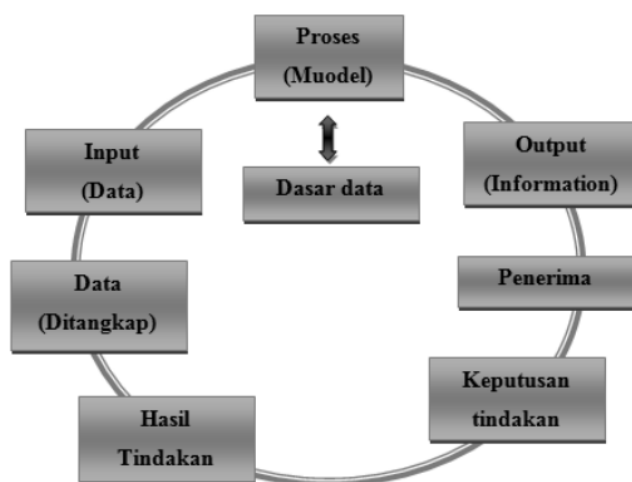 Proses
(Muodel)
Input
(Data)
Output
(Information)
Dasar data
Data
(Ditangkap)
Penerima
Keputusan
tindakan
Hasil
Tindakan